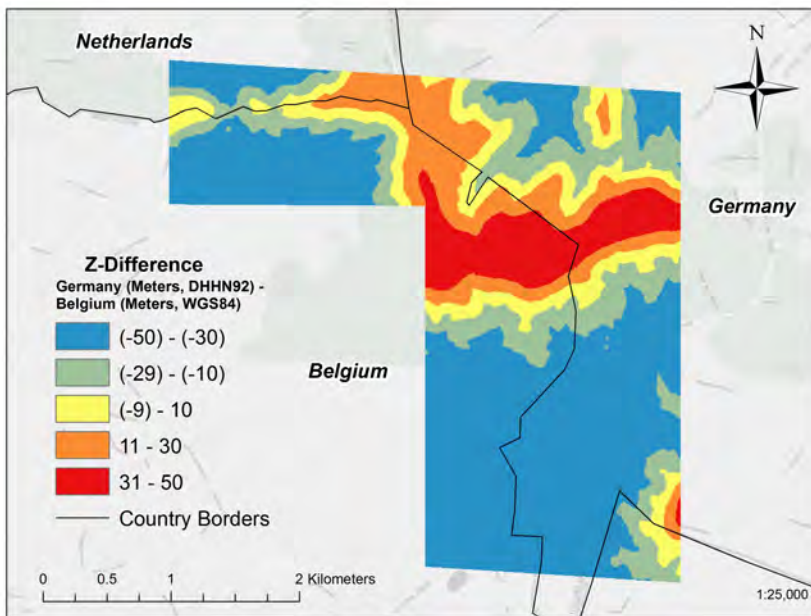 Netherlands
N
Germany
Z-Difference
Germany (Meters, DHHN92) -
Belgium (Meters, WGS84)
(-50) - (-30)
(-29) - (-10)
(-9) - 10
11 - 30
31 - 50
Country Borders
Belgium
0 0.5 1 2 Kilometers
1:25,000